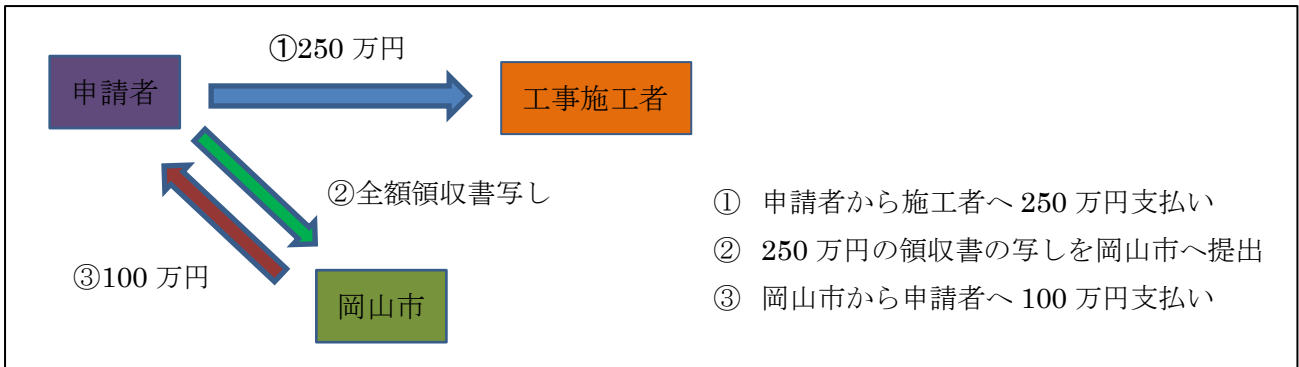 ①250 万円
申請者
工事施工者
②全額領収書写し
③100 万円
岡山市
① 申請者から施工者へ 250 万円支払い
② 250 万円の領収書の写しを岡山市へ提出
③ 岡山市から申請者へ 100 万円支払い